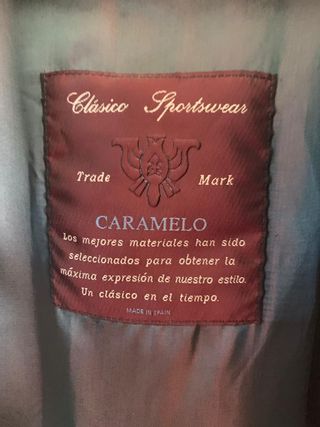 Clásico Sportswear
Trade Mark
CARAMELO
Los mejores materiales han sido
seleccionados para obtener la
máxima expresión de nuestro estilo.
Un clásico en el tiempo.
MADE IN SPAIN